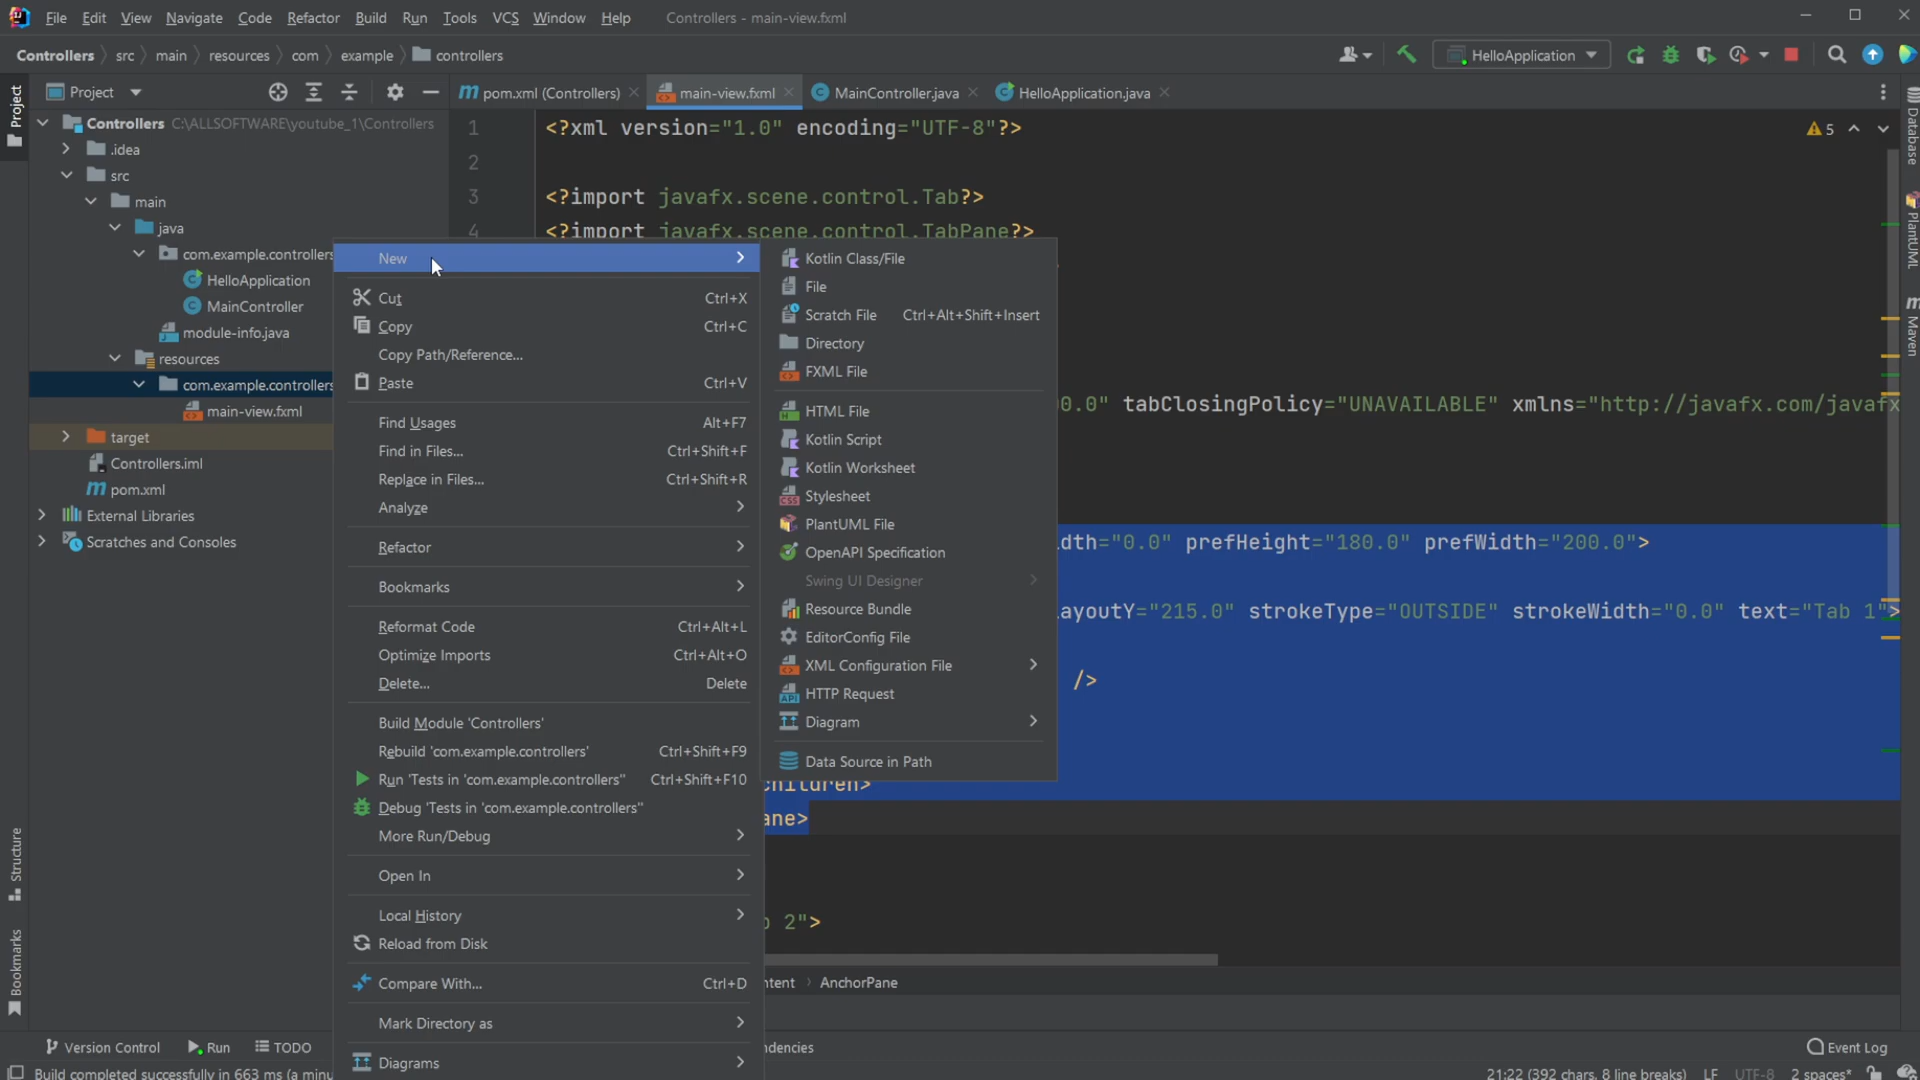 File Edit View Navigate Code Refactor Build Run Tools VCS Window Help Controllers - main-view.fxml
Controllers src main resources com example controllers HelloApplication
Project
Project pom.xml (Controllers) main-view.fxml MainController.java HelloApplication.java
Controllers C:\ALLSOFTWARE\youtube_1\Controllers
.idea
src
main
java
com.example.controllers
HelloApplication
MainController
module-info.java
resources
com.example.controllers
main-view.fxml
target
Controllers.iml
pom.xml
External Libraries
Scratches and Consoles
1 <?xml version="1.0" encoding="UTF-8"?>
5
2
3 <?import javafx.scene.control.Tab?>
4 <?import javafx.scene.control.TabPane?>
0.0" tabClosingPolicy="UNAVAILABLE" xmlns="http://javafx.com/javafx
dth="0.0" prefHeight="180.0" prefWidth="200.0">
ayoutY="215.0" strokeType="OUTSIDE" strokeWidth="0.0" text="Tab 1">
/>
children>
ane>
2">
New
Cut Ctrl+X
Copy Ctrl+C
Copy Path/Reference...
Paste Ctrl+V
Find Usages Alt+F7
Find in Files... Ctrl+Shift+F
Replace in Files... Ctrl+Shift+R
Analyze
Refactor
Bookmarks
Reformat Code Ctrl+Alt+L
Optimize Imports Ctrl+Alt+O
Delete... Delete
Build Module 'Controllers'
Rebuild 'com.example.controllers' Ctrl+Shift+F9
Run 'Tests in 'com.example.controllers'' Ctrl+Shift+F10
Debug 'Tests in 'com.example.controllers''
More Run/Debug
Open In
Local History
Reload from Disk
Compare With... Ctrl+D
Mark Directory as
Diagrams
Kotlin Class/File
File
Scratch File Ctrl+Alt+Shift+Insert
Directory
FXML File
HTML File
Kotlin Script
Kotlin Worksheet
Stylesheet
PlantUML File
OpenAPI Specification
Swing UI Designer
Resource Bundle
EditorConfig File
XML Configuration File
HTTP Request
Diagram
Data Source in Path
Database
PlantUML
Maven
Structure
Bookmarks
ntent AnchorPane
Version Control Run TODO ndencies Event Log
Build completed successfully in 663 ms (a minu 21:22 (392 chars, 8 line breaks) LF UTF-8 2 spaces*